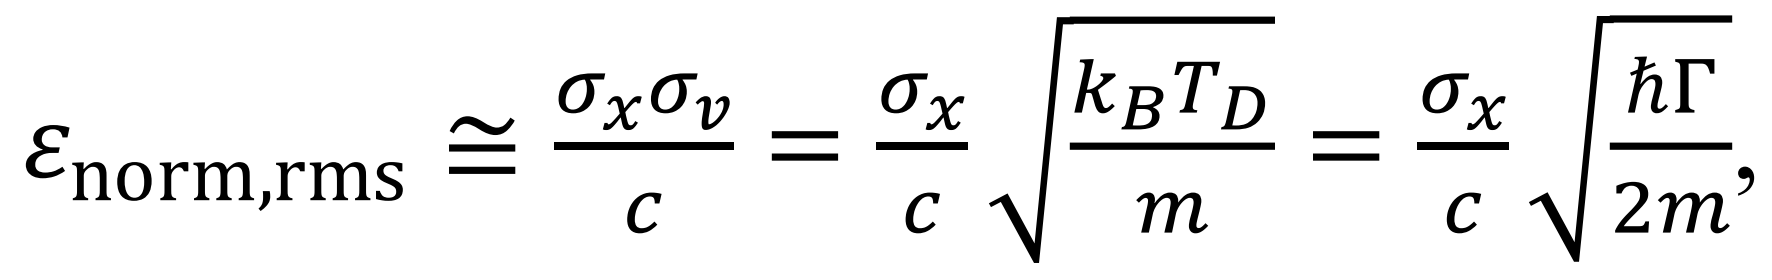 ε_norm,rms ≅ σ_x σ_v / c = σ_x / c √(k_B T_D / m) = σ_x / c √(ℏΓ / 2m),